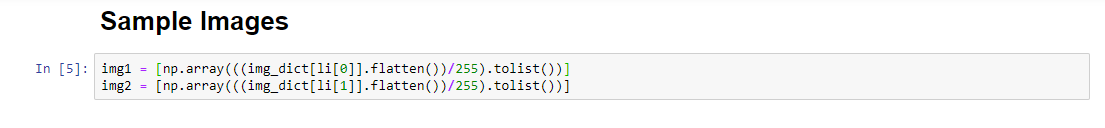 Sample Images
In [5]: img1 = [np.array(((img_dict[li[0]].flatten())/255).tolist())]
img2 = [np.array(((img_dict[li[1]].flatten())/255).tolist())]